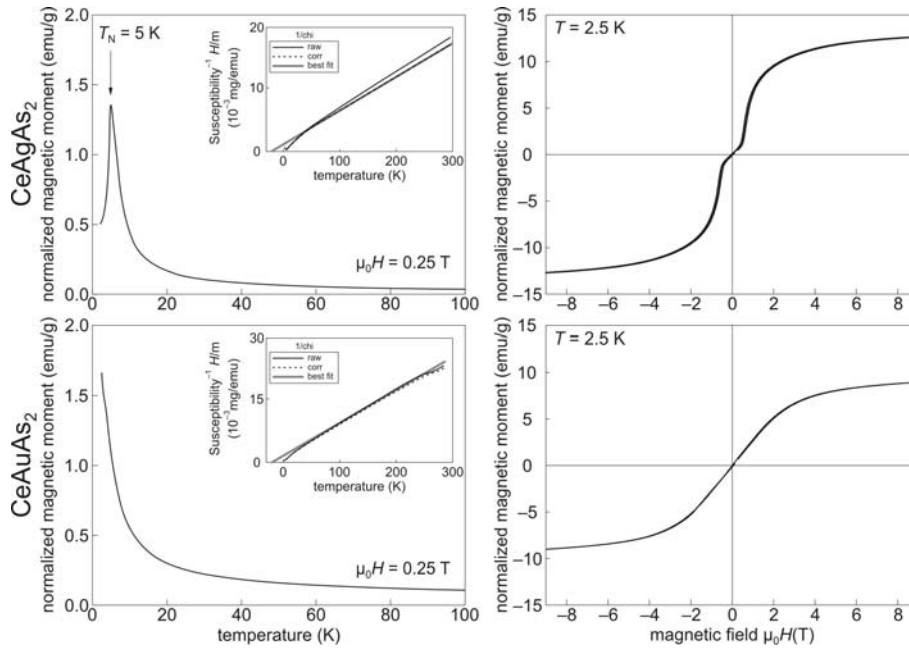 CeAgAs2
normalized magnetic moment (emu/g)
2.0
1.5
1.0
0.5
0.0
0 20 40 60 80 100
TN = 5 K
μ0H = 0.25 T
Susceptibility−1 H/m
(10−3mg/emu)
20
10
0
0 100 200 300
temperature (K)
1/chi
raw
corr
best fit
normalized magnetic moment (emu/g)
15
10
5
0
−5
−10
−15
−8 −6 −4 −2 0 2 4 6 8
T = 2.5 K
CeAuAs2
normalized magnetic moment (emu/g)
2.0
1.5
1.0
0.5
0.0
0 20 40 60 80 100
temperature (K)
μ0H = 0.25 T
Susceptibility−1 H/m
(10−3mg/emu)
30
15
0
0 100 200 300
temperature (K)
1/chi
raw
corr
best fit
normalized magnetic moment (emu/g)
15
10
5
0
−5
−10
−15
−8 −6 −4 −2 0 2 4 6 8
magnetic field μ0H(T)
T = 2.5 K